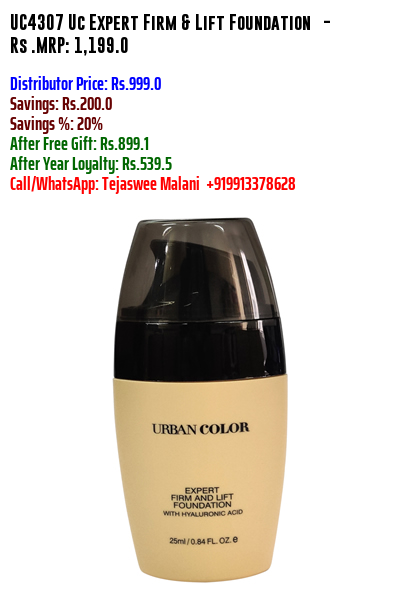 UC4307 Uc Expert Firm & Lift Foundation -
Rs .MRP: 1,199.0
Distributor Price: Rs.999.0
Savings: Rs.200.0
Savings %: 20%
After Free Gift: Rs.899.1
After Year Loyalty: Rs.539.5
Call/WhatsApp: Tejaswee Malani +919913378628
URBAN COLOR
EXPERT
FIRM AND LIFT
FOUNDATION
WITH HYALURONIC ACID
25ml / 0.84 FL. OZ. e